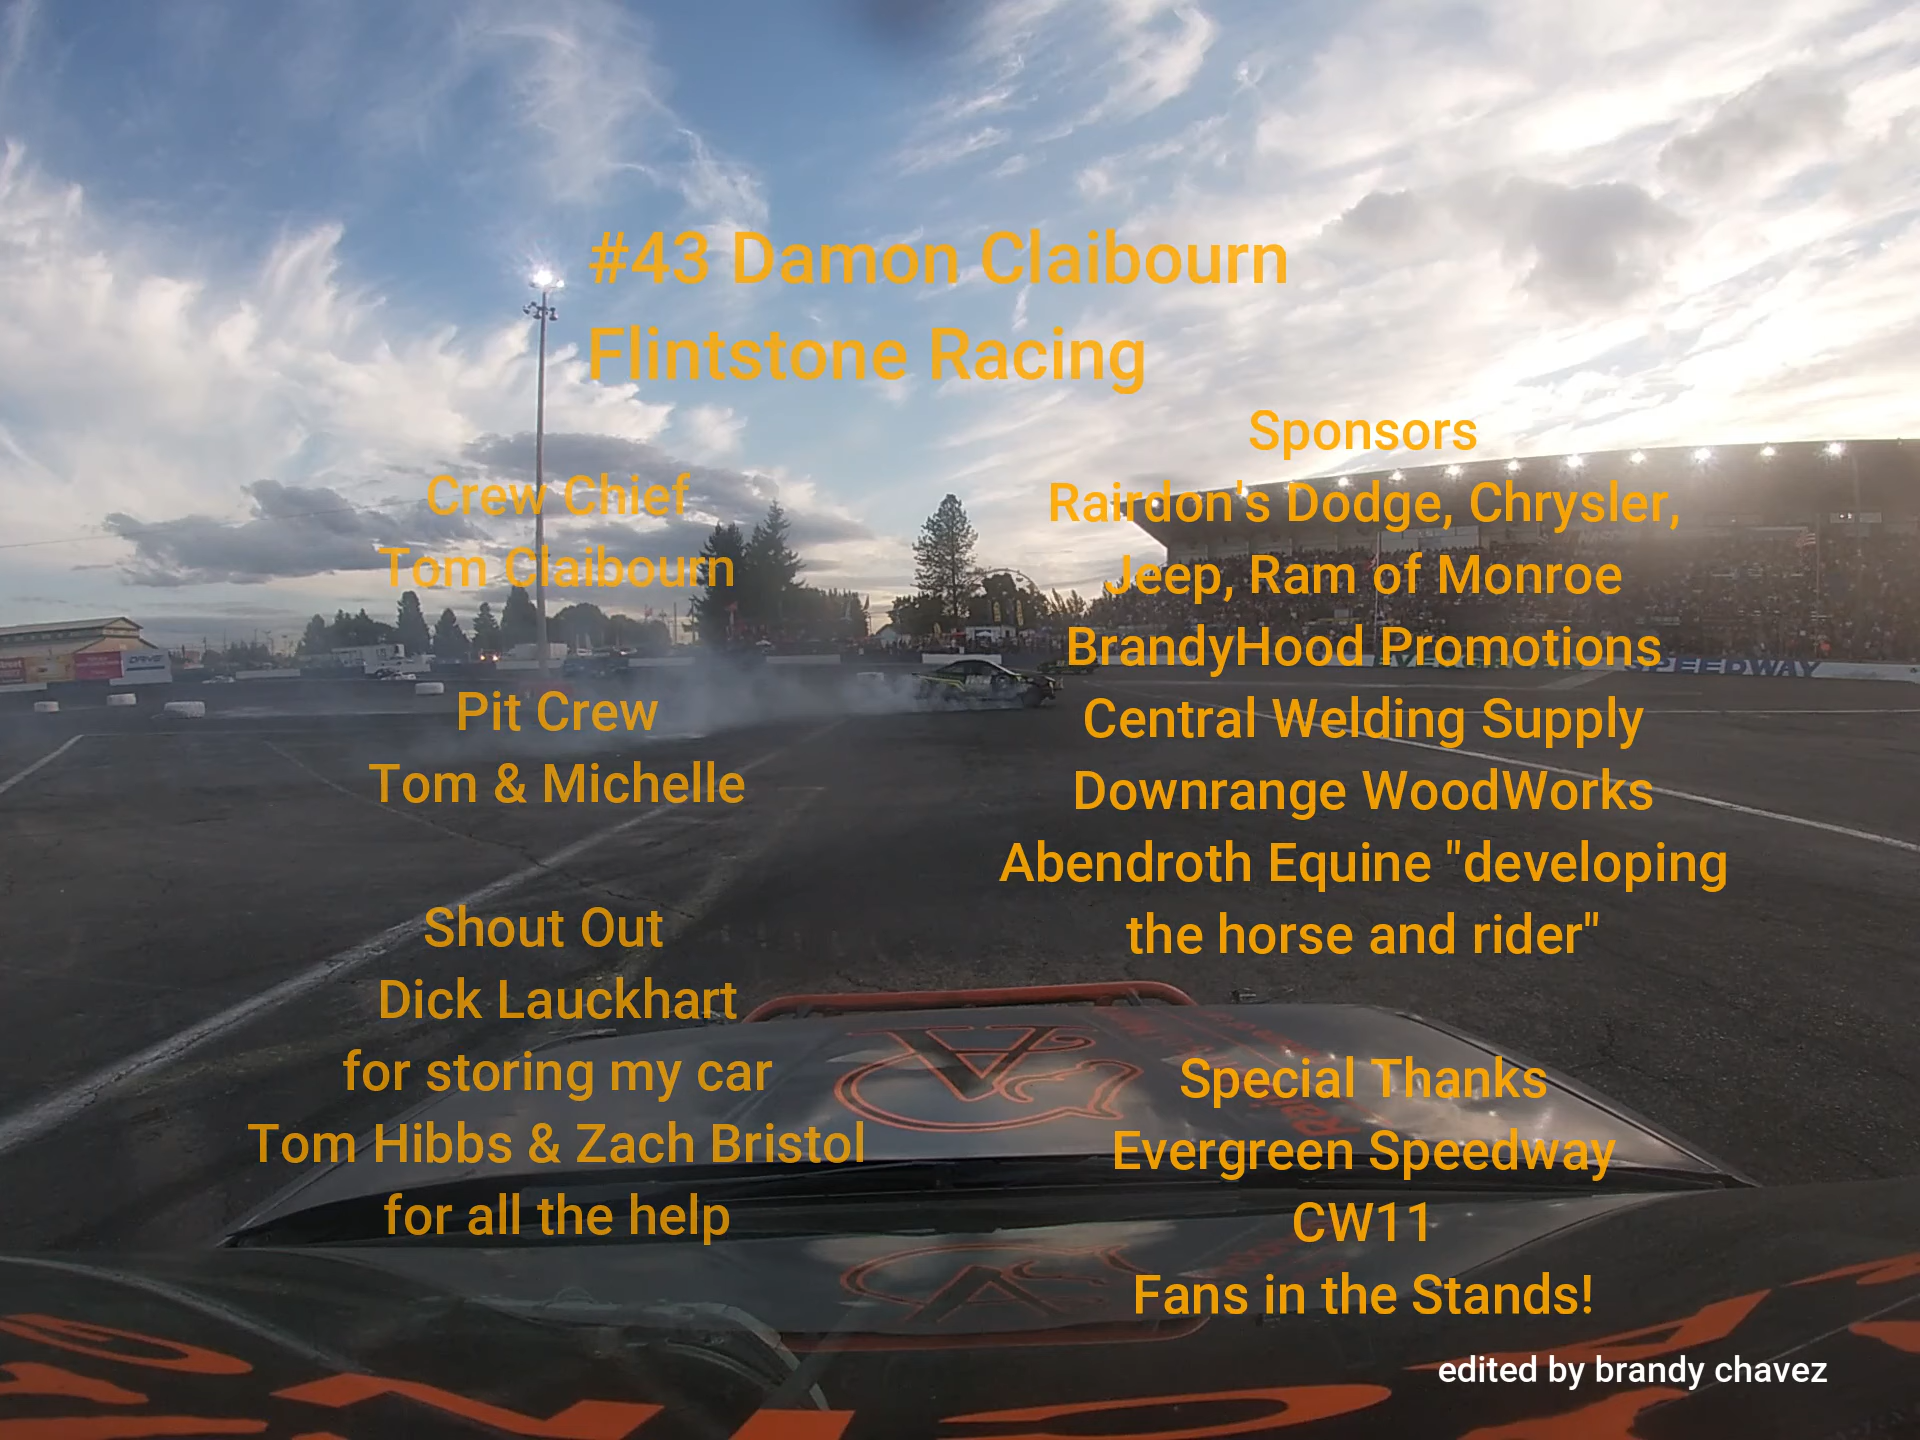 #43 Damon Claibourn
Flintstone Racing
Crew Chief
Tom Claibourn
Pit Crew
Tom & Michelle
Shout Out
Dick Lauckhart
for storing my car
Tom Hibbs & Zach Bristol
for all the help
Sponsors
Rairdon's Dodge, Chrysler,
Jeep, Ram of Monroe
BrandyHood Promotions
Central Welding Supply
Downrange WoodWorks
Abendroth Equine "developing
the horse and rider"
Special Thanks
Evergreen Speedway
CW11
Fans in the Stands!
edited by brandy chavez
SPEEDWAY
DRIVE